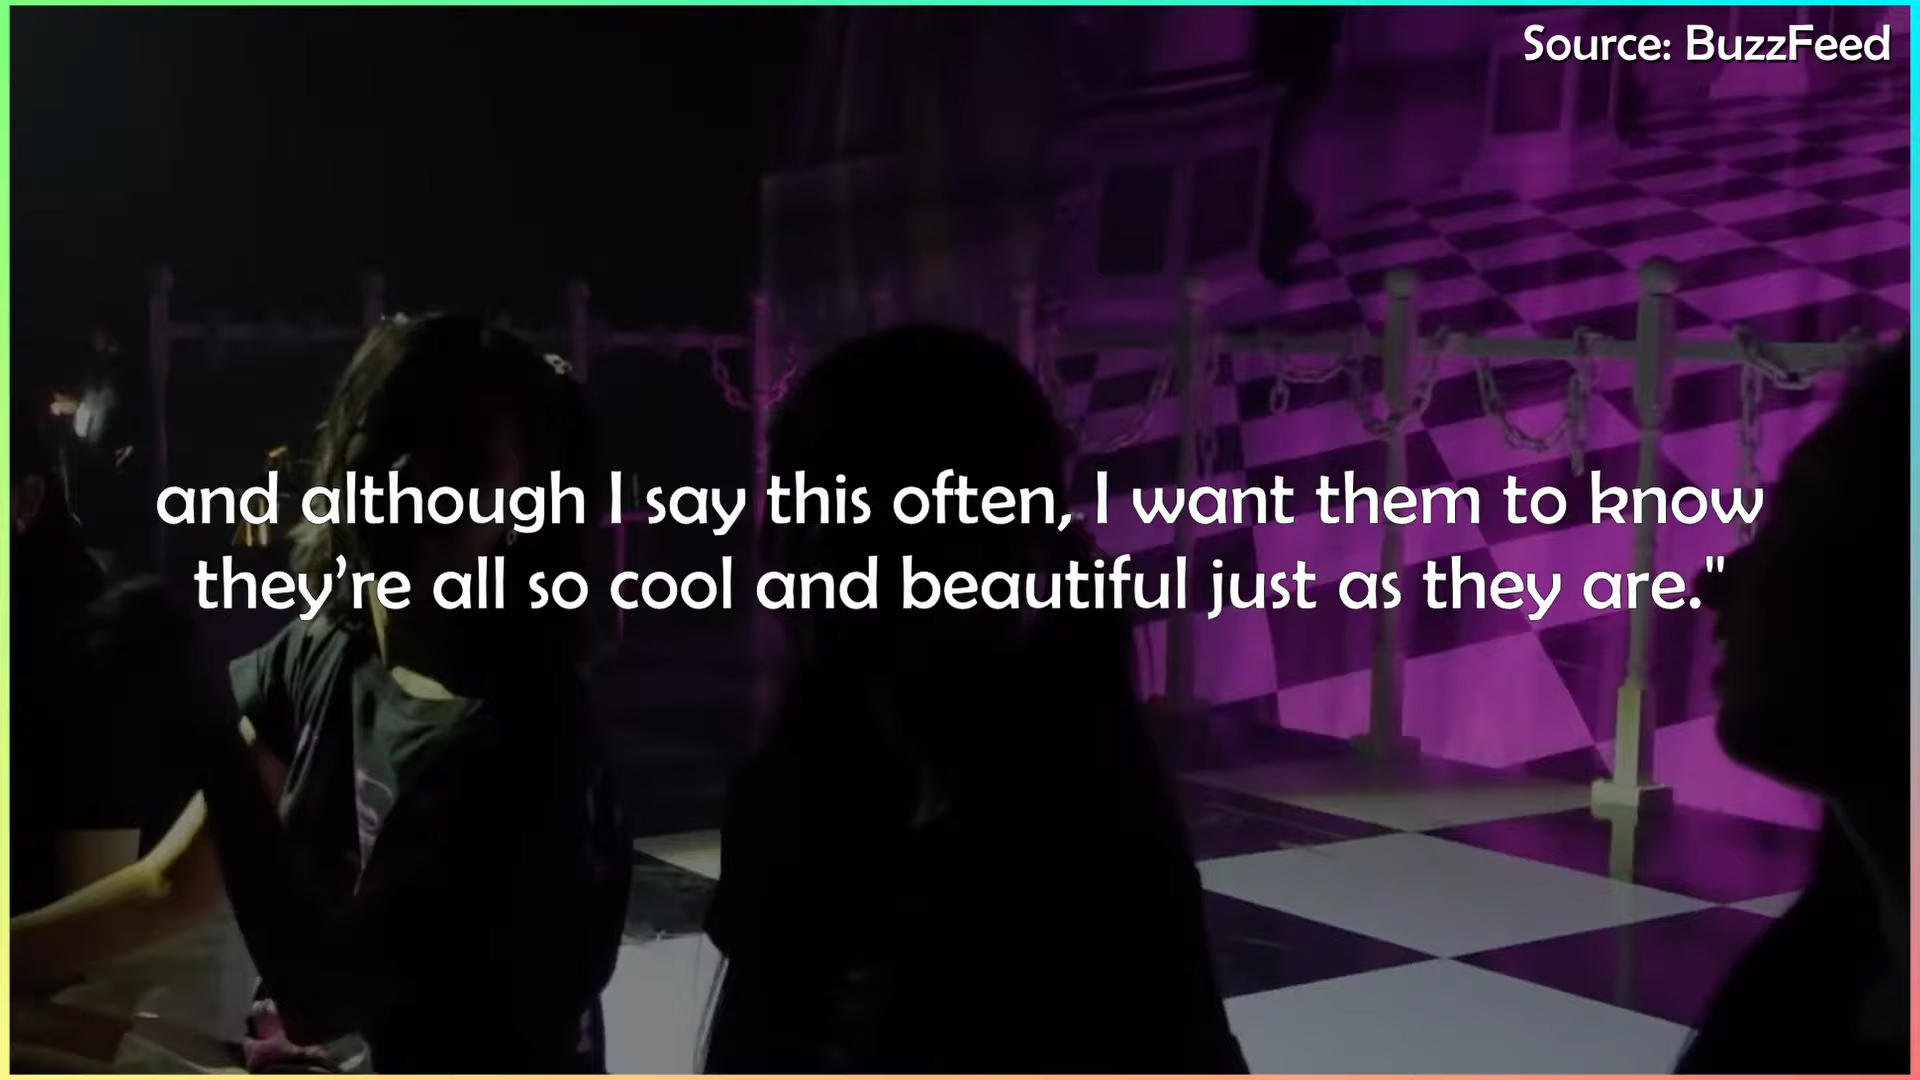 Source: BuzzFeed
and although I say this often, I want them to know
they’re all so cool and beautiful just as they are."